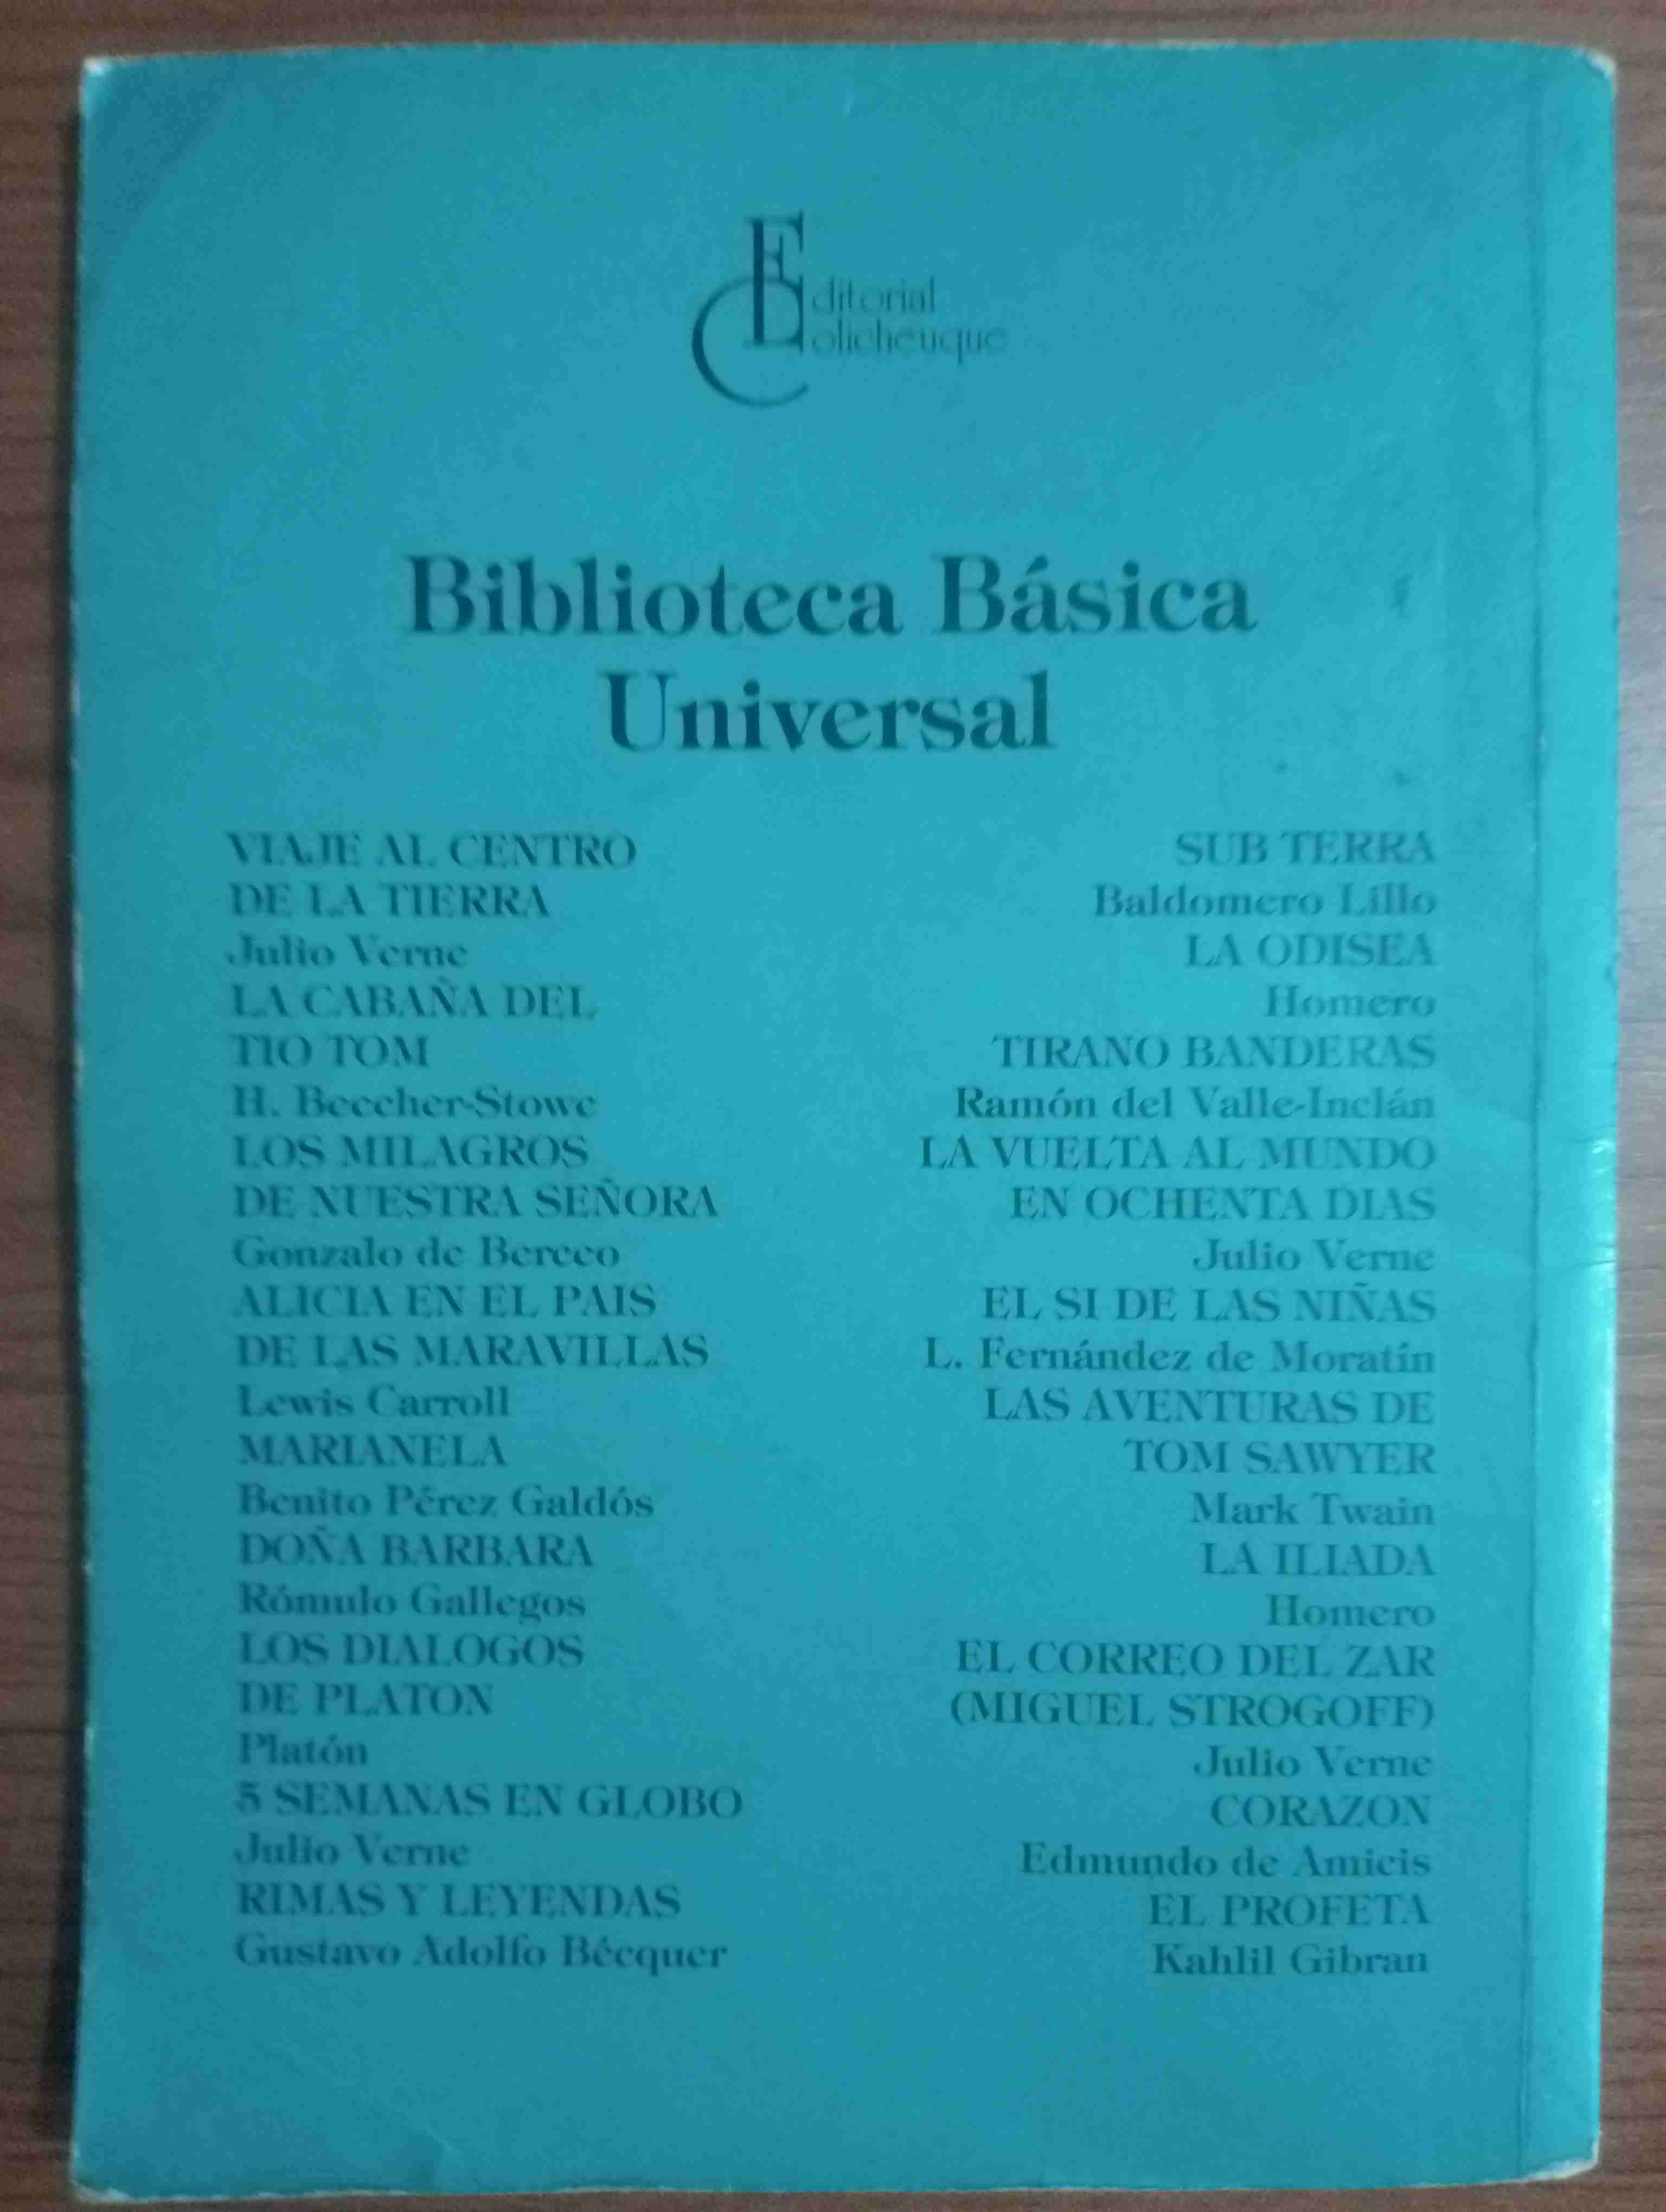 Editorial
Colicheuque
Biblioteca Básica
Universal
VIAJE AL CENTRO
DE LA TIERRA
Julio Verne
LA CABAÑA DEL
TIO TOM
H. Beecher-Stowe
LOS MILAGROS
DE NUESTRA SEÑORA
Gonzalo de Berceo
ALICIA EN EL PAIS
DE LAS MARAVILLAS
Lewis Carroll
MARIANELA
Benito Pérez Galdós
DOÑA BARBARA
Rómulo Gallegos
LOS DIALOGOS
DE PLATON
Platón
5 SEMANAS EN GLOBO
Julio Verne
RIMAS Y LEYENDAS
Gustavo Adolfo Bécquer
SUB TERRA
Baldomero Lillo
LA ODISEA
Homero
TIRANO BANDERAS
Ramón del Valle-Inclán
LA VUELTA AL MUNDO
EN OCHENTA DIAS
Julio Verne
EL SI DE LAS NIÑAS
L. Fernández de Moratín
LAS AVENTURAS DE
TOM SAWYER
Mark Twain
LA ILIADA
Homero
EL CORREO DEL ZAR
(MIGUEL STROGOFF)
Julio Verne
CORAZON
Edmundo de Amicis
EL PROFETA
Kahlil Gibran